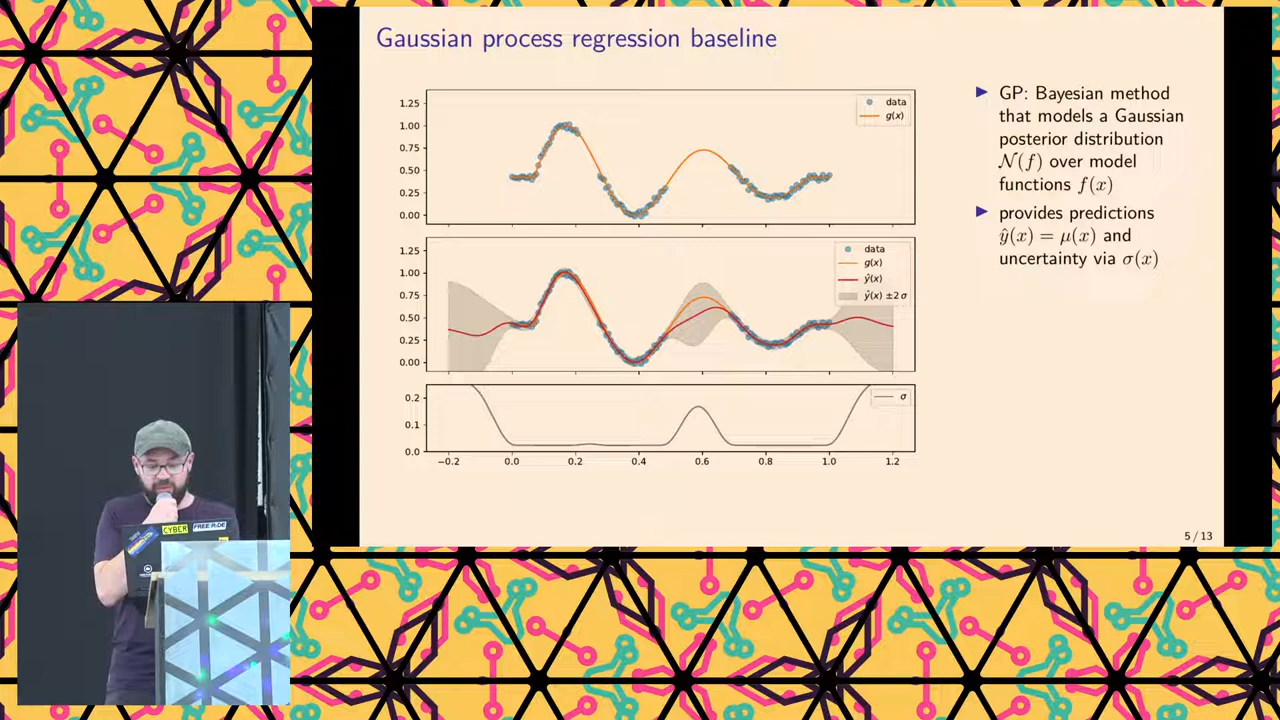 Gaussian process regression baseline
1.25
1.00
0.75
0.50
0.25
0.00
data
g(x)
1.25
1.00
0.75
0.50
0.25
0.00
data
g(x)
ŷ(x)
ŷ(x) ±2 σ
0.2
0.1
0.0
σ
−0.2 0.0 0.2 0.4 0.6 0.8 1.0 1.2
GP: Bayesian method
that models a Gaussian
posterior distribution
𝒩(f) over model
functions f(x)
provides predictions
ŷ(x) = μ(x) and
uncertainty via σ(x)
5 / 13
CYBER